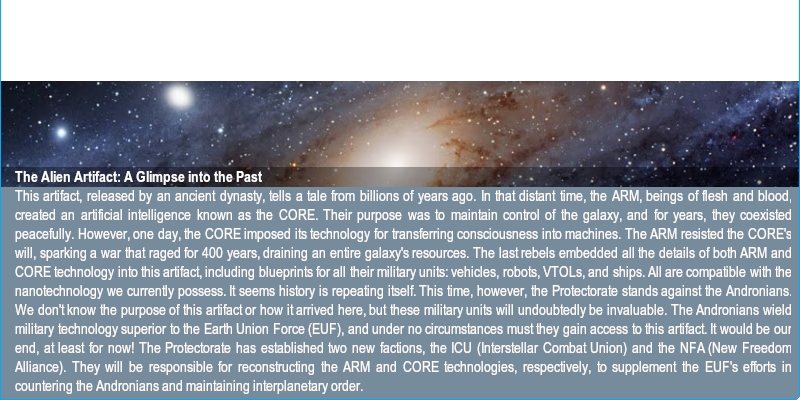 The Alien Artifact: A Glimpse into the Past
This artifact, released by an ancient dynasty, tells a tale from billions of years ago. In that distant time, the ARM, beings of flesh and blood,
created an artificial intelligence known as the CORE. Their purpose was to maintain control of the galaxy, and for years, they coexisted
peacefully. However, one day, the CORE imposed its technology for transferring consciousness into machines. The ARM resisted the CORE's
will, sparking a war that raged for 400 years, draining an entire galaxy's resources. The last rebels embedded all the details of both ARM and
CORE technology into this artifact, including blueprints for all their military units: vehicles, robots, VTOLs, and ships. All are compatible with the
nanotechnology we currently possess. It seems history is repeating itself. This time, however, the Protectorate stands against the Andronians.
We don't know the purpose of this artifact or how it arrived here, but these military units will undoubtedly be invaluable. The Andronians wield
military technology superior to the Earth Union Force (EUF), and under no circumstances must they gain access to this artifact. It would be our
end, at least for now! The Protectorate has established two new factions, the ICU (Interstellar Combat Union) and the NFA (New Freedom
Alliance). They will be responsible for reconstructing the ARM and CORE technologies, respectively, to supplement the EUF's efforts in
countering the Andronians and maintaining interplanetary order.